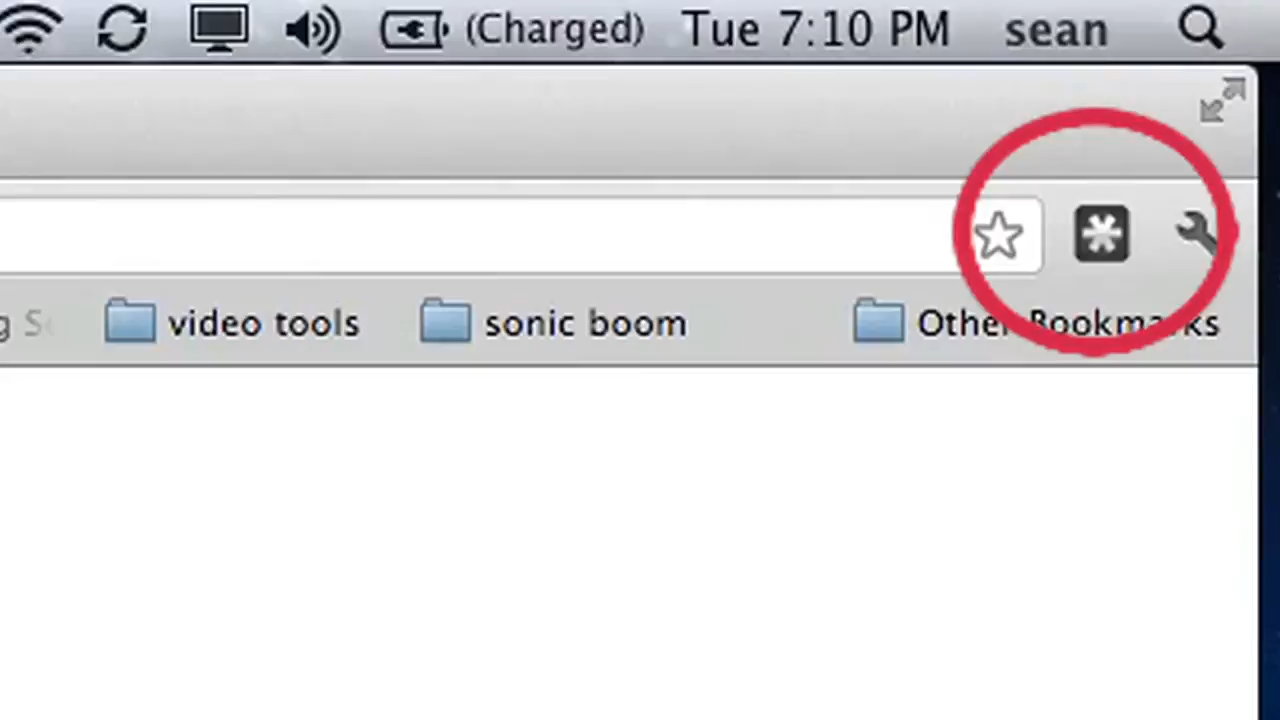 (Charged) Tue 7:10 PM sean
video tools sonic boom Other Bookmarks